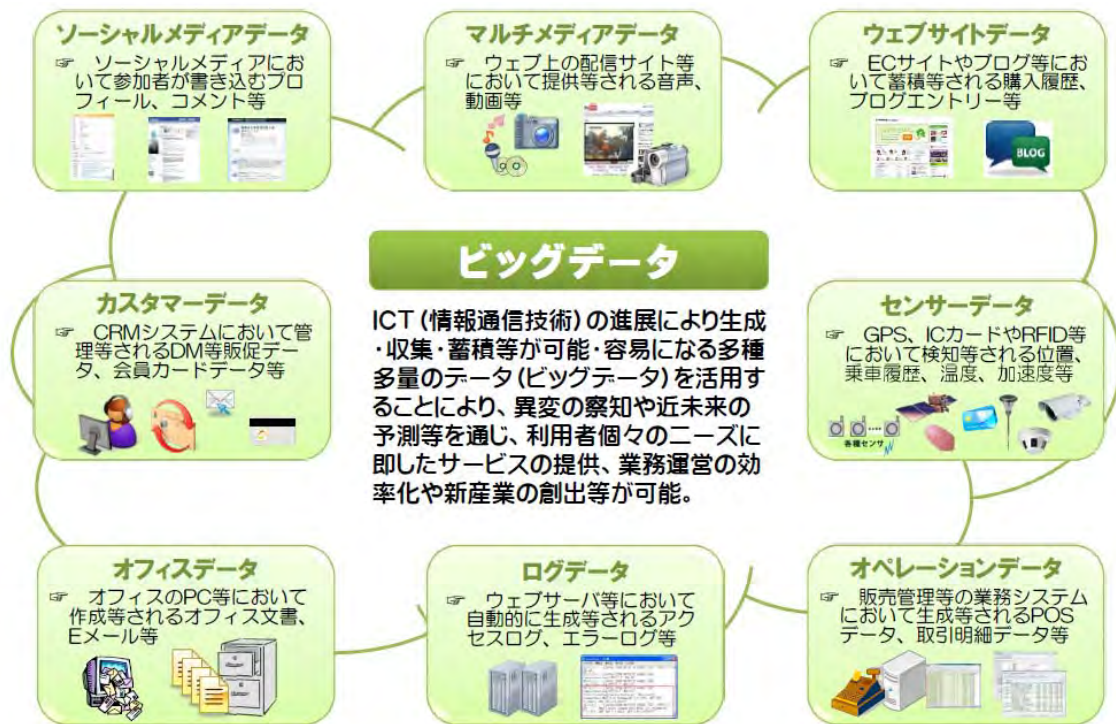 ソーシャルメディアデータ
☞ ソーシャルメディアにお
いて参加者が書き込むプロ
フィール、コメント等
マルチメディアデータ
☞ ウェブ上の配信サイト等
において提供等される音声、
動画等
ウェブサイトデータ
☞ ECサイトやブログ等にお
いて蓄積等される購入履歴、
ブログエントリー等
BLOG
ビッグデータ
ICT(情報通信技術)の進展により生成
・収集・蓄積等が可能・容易になる多種
多量のデータ(ビッグデータ)を活用す
ることにより、異変の察知や近未来の
予測等を通じ、利用者個々のニーズに
即したサービスの提供、業務運営の効
率化や新産業の創出等が可能。
カスタマーデータ
☞ CRMシステムにおいて管
理等されるDM等販促デー
タ、会員カードデータ等
センサーデータ
☞ GPS、ICカードやRFID等
において検知等される位置、
乗車履歴、温度、加速度等
各種センサ
オフィスデータ
☞ オフィスのPC等において
作成等されるオフィス文書、
Eメール等
ログデータ
☞ ウェブサーバ等において
自動的に生成等されるアク
セスログ、エラーログ等
オペレーションデータ
☞ 販売管理等の業務システム
において生成等されるPOS
データ、取引明細データ等